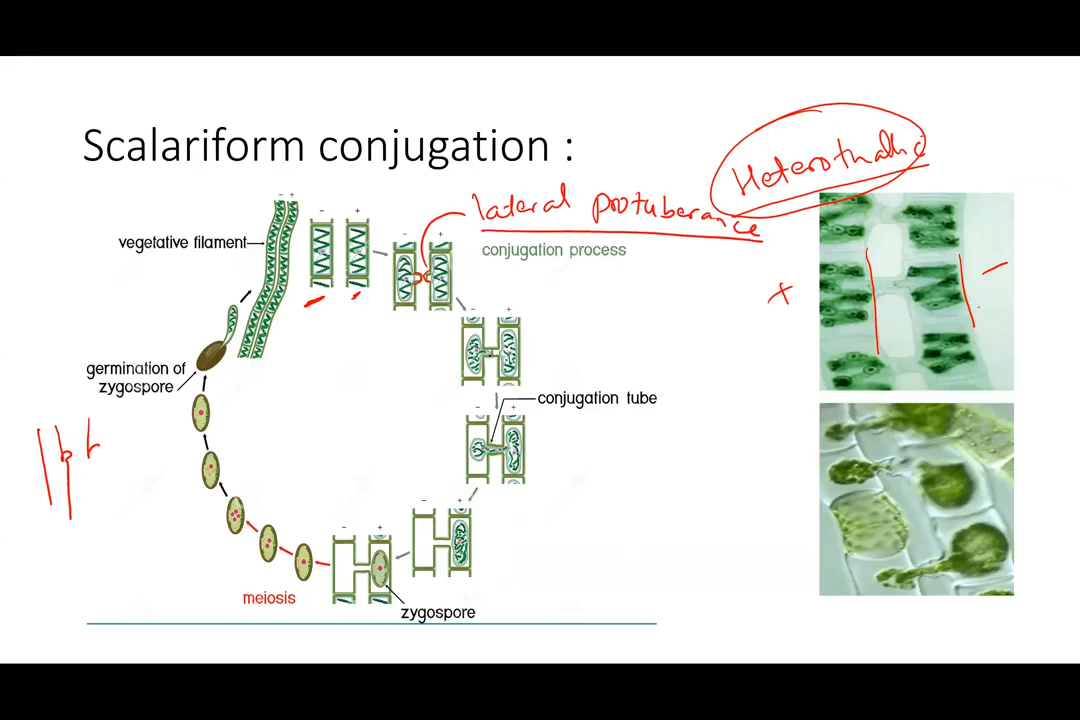 Scalariform conjugation :
Heterothallic
lateral protuberance
- +
vegetative filament
- +
- +
conjugation process
+
-
- +
germination of
zygospore
conjugation tube
- +
- +
- +
meiosis
zygospore